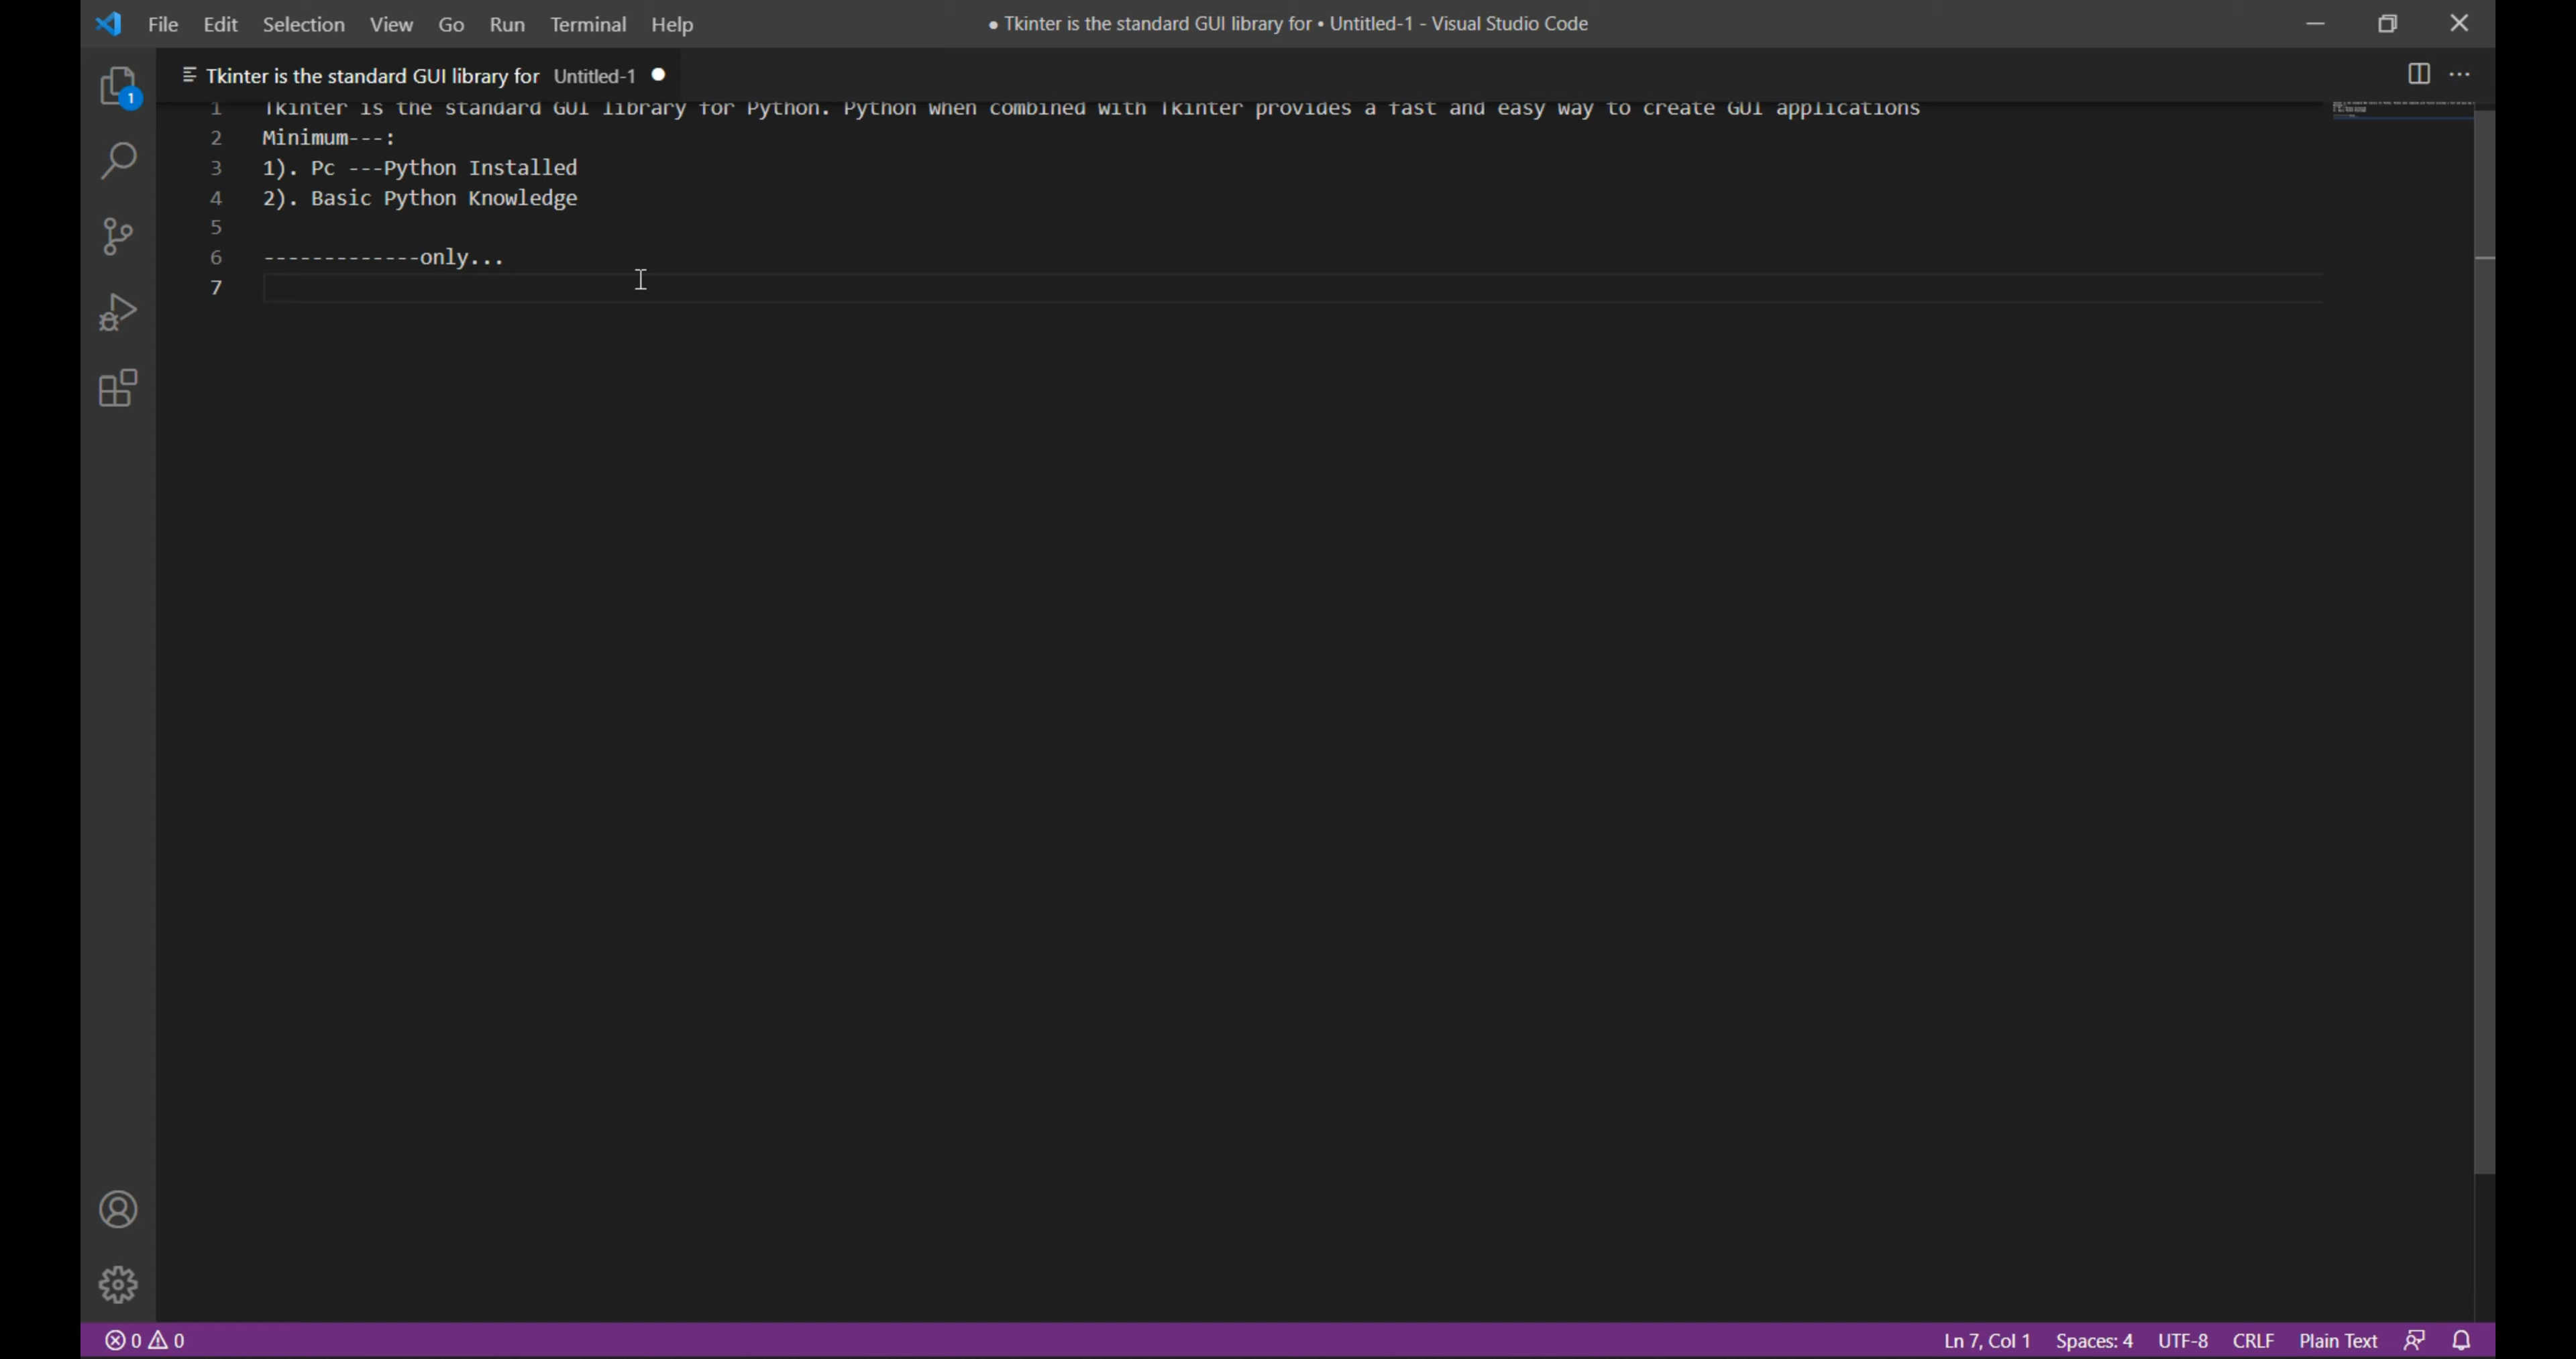 File Edit Selection View Go Run Terminal Help
● Tkinter is the standard GUI library for • Untitled-1 - Visual Studio Code
Tkinter is the standard GUI library for Untitled-1
1
1 Tkinter is the standard GUI library for Python. Python when combined with Tkinter provides a fast and easy way to create GUI applications
2 Minimum---:
3 1). Pc ---Python Installed
4 2). Basic Python Knowledge
5
6 -------------only...
7
0 0 Ln 7, Col 1 Spaces: 4 UTF-8 CRLF Plain Text